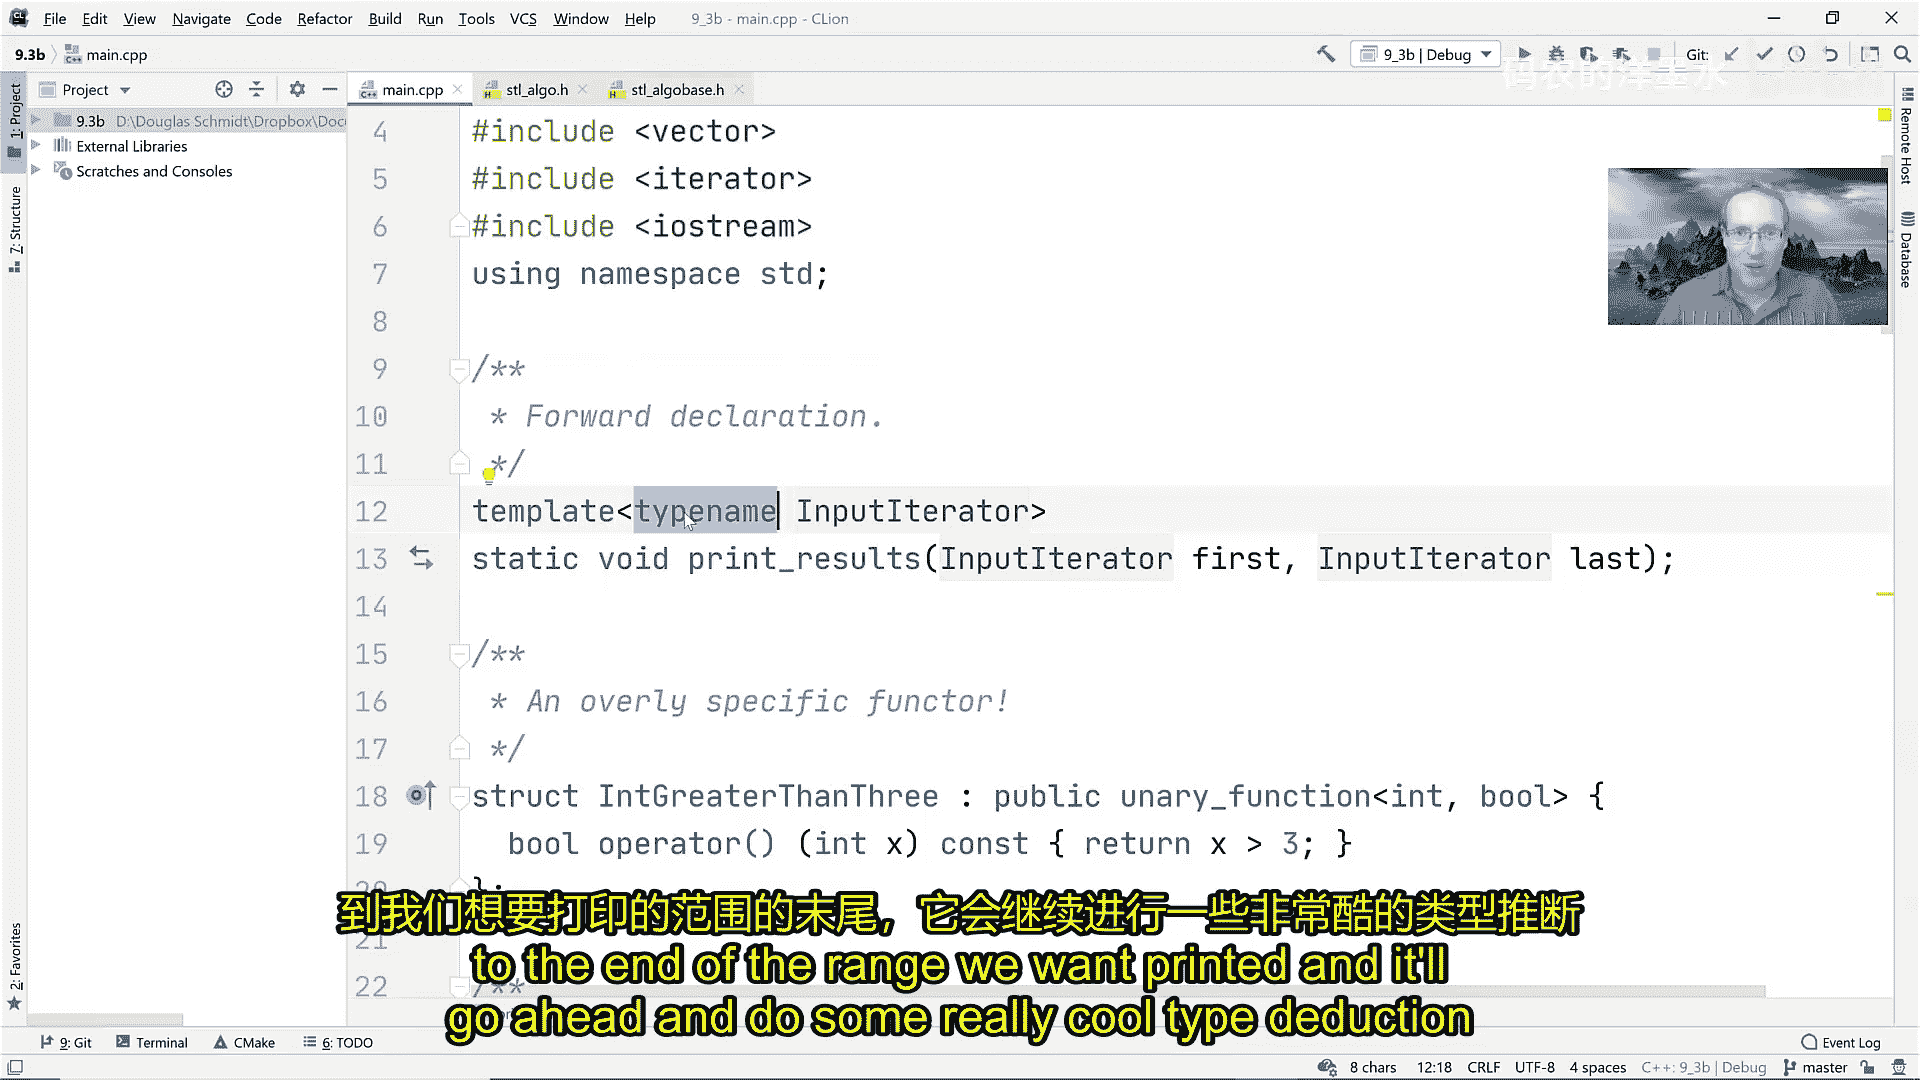 File Edit View Navigate Code Refactor Build Run Tools VCS Window Help 9_3b - main.cpp - CLion
9.3b main.cpp 9_3b | Debug Git:
码农的洋墨水
Project main.cpp stl_algo.h stl_algobase.h
1: Project
7: Structure
2: Favorites
9.3b D:\Douglas Schmidt\Dropbox\Doc
External Libraries
Scratches and Consoles
Remote Host
Database
4 #include <vector>
5 #include <iterator>
6 #include <iostream>
7 using namespace std;
8
9 /**
10 * Forward declaration.
11 */
12 template<typename InputIterator>
13 static void print_results(InputIterator first, InputIterator last);
14
15 /**
16 * An overly specific functor!
17 */
18 struct IntGreaterThanThree : public unary_function<int, bool> {
19 bool operator() (int x) const { return x > 3; }
20 };
21
22 /**
到我们想要打印的范围的末尾，它会继续进行一些非常酷的类型推断
to the end of the range we want printed and it'll
go ahead and do some really cool type deduction
9: Git Terminal CMake 6: TODO Event Log
8 chars 12:18 CRLF UTF-8 4 spaces C++: 9_3b | Debug master